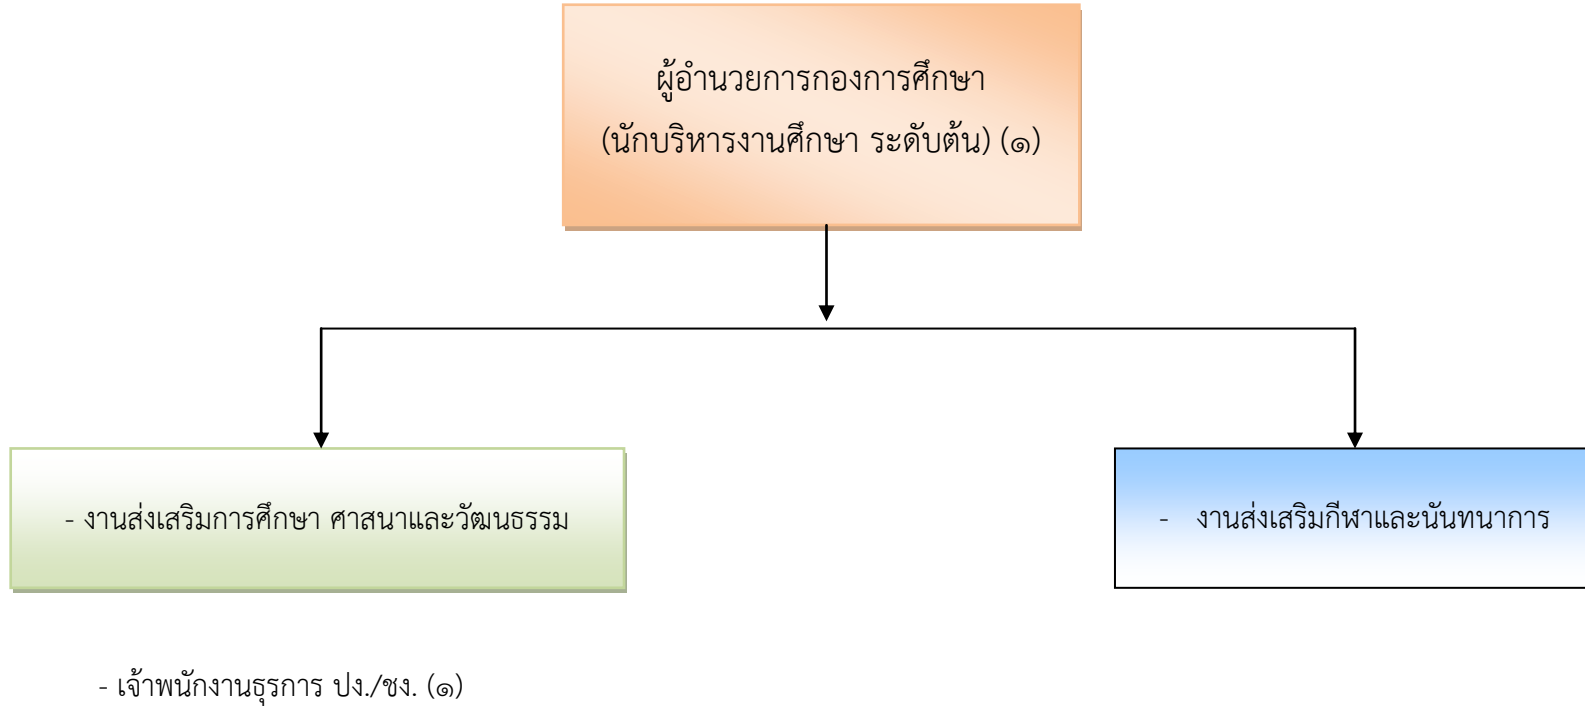 ผู้อำนวยการกองการศึกษา
(นักบริหารงานศึกษา ระดับต้น) (๑)
- งานส่งเสริมการศึกษา ศาสนาและวัฒนธรรม
- งานส่งเสริมกีฬาและนันทนาการ
- เจ้าพนักงานธุรการ ปง./ชง. (๑)